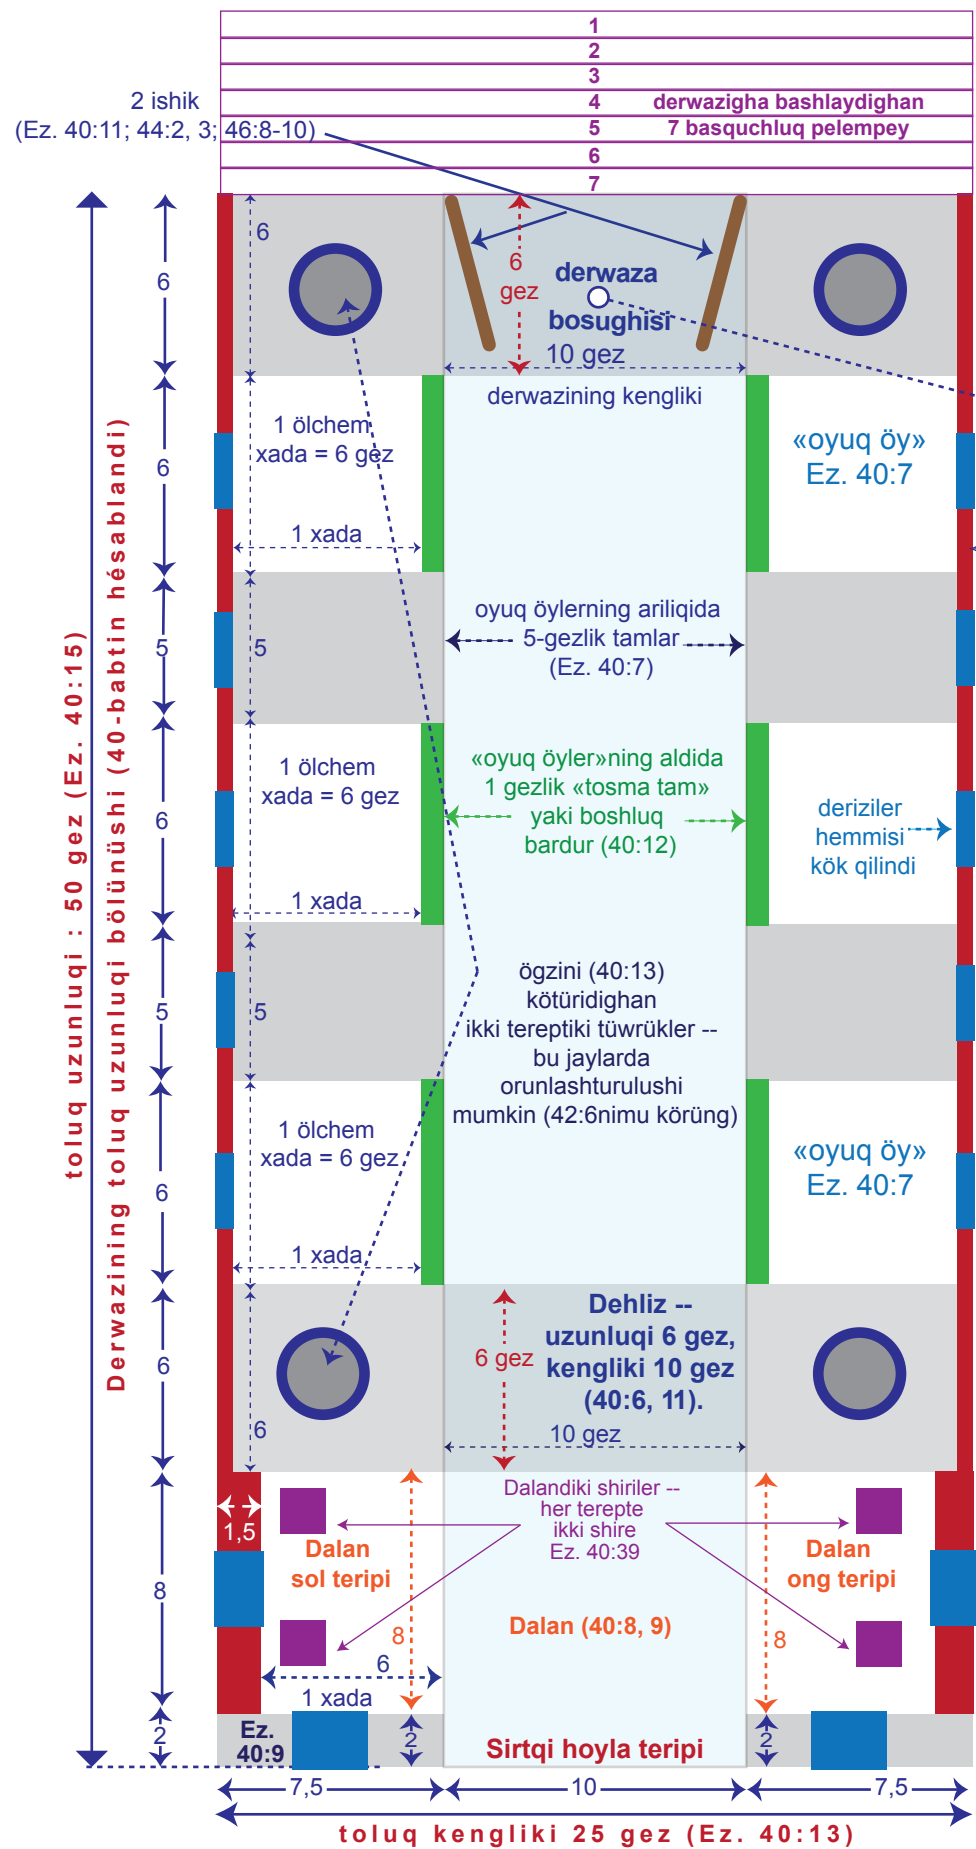 1
2
3
4 derwazigha bashlaydighan
5 7 basquchluq pelempey
6
7
2 ishik
(Ez. 40:11; 44:2, 3; 46:8-10)
6
6
6
gez
derwaza
bosughisi
10 gez
derwazining kengliki
1 ölchem
xada = 6 gez
6
1 xada
«oyuq öy»
Ez. 40:7
5
5
oyuq öylerning ariliqida
5-gezlik tamlar
(Ez. 40:7)
1 ölchem
xada = 6 gez
6
1 xada
«oyuq öyler»ning aldida
1 gezlik «tosma tam»
yaki boshluq
bardur (40:12)
deriziler
hemmisi
kök qilindi
5
5
ögzini (40:13)
kötüridighan
ikki tereptiki tüwrükler --
bu jaylarda
orunlashturulushi
mumkin (42:6nimu körüng)
1 ölchem
xada = 6 gez
6
1 xada
«oyuq öy»
Ez. 40:7
6
6
6 gez
Dehliz --
uzunluqi 6 gez,
kengliki 10 gez
(40:6, 11).
10 gez
1,5
8
Dalandiki shiriler --
her terepte
ikki shire
Ez. 40:39
Dalan
sol teripi
Dalan
ong teripi
Dalan (40:8, 9)
8
8
6
1 xada
2
Ez.
40:9
2
Sirtqi hoyla teripi
2
7,5
10
7,5
toluq kengliki 25 gez (Ez. 40:13)
toluq uzunluqi : 50 gez (Ez. 40:15)
Derwazining toluq uzunluqi bölünüshi (40-babtin hésablandi)